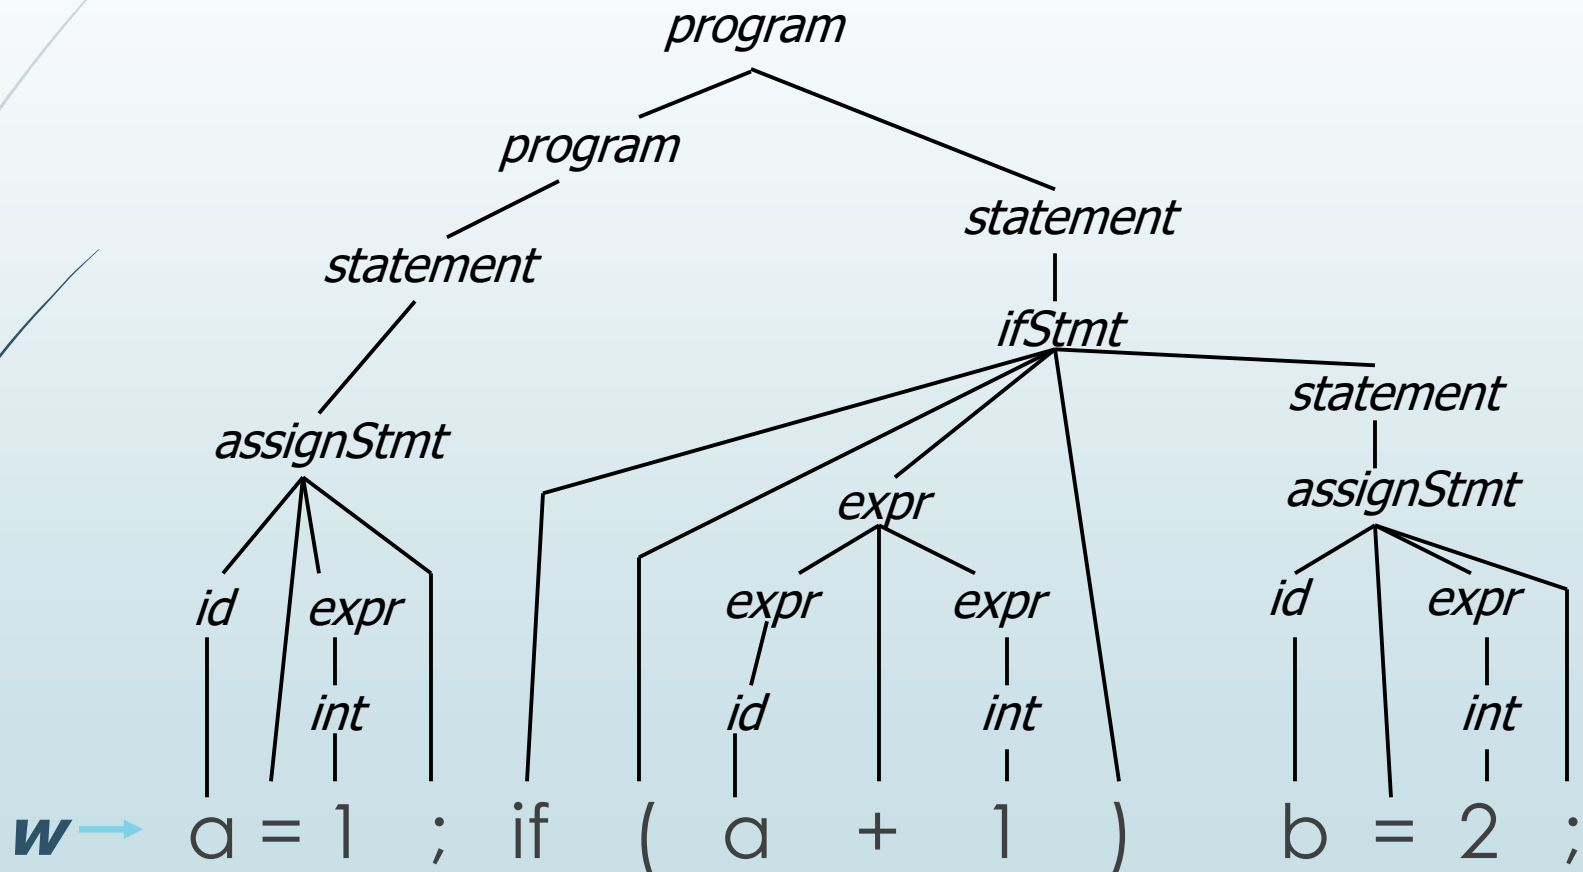 program
program
statement
statement
ifStmt
statement
assignStmt
expr
assignStmt
id expr expr expr id expr
int id int int
w a = 1 ; if ( a + 1 ) b = 2 ;